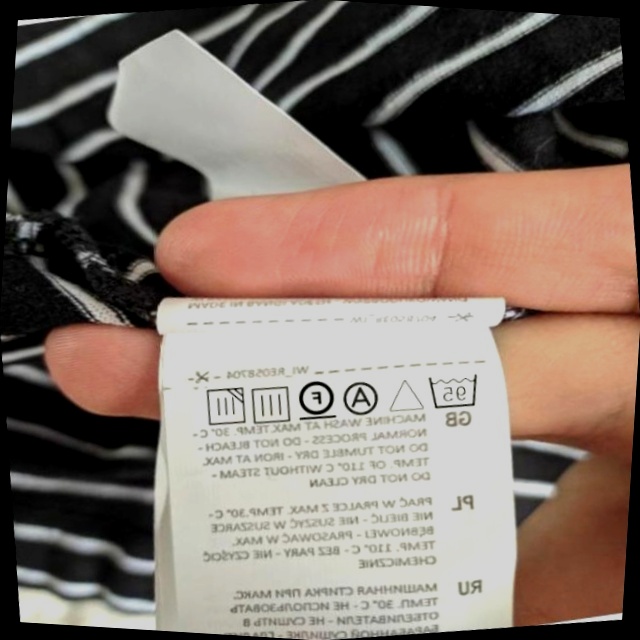 WI_RE058704
95
A
F
GB
MACHINE WASH AT MAX.TEMP. 30°C -
NORMAL PROCESS - DO NOT BLEACH -
DO NOT TUMBLE DRY - IRON - AT MAX.
TEMP. OF 110°C WITHOUT STEAM -
DO NOT DRY CLEAN
PL
PRAĆ W PRALCE Z MAX. TEMP.30°C -
NIE BIELIĆ - NIE SUSZYĆ W SUSZARCE
BĘBNOWEJ - PRASOWAĆ W MAX.
TEMP. 110°C - BEZ PARY - NIE CZYŚCIĆ
CHEMICZNIE
RU
МАШИННАЯ СТИРКА ПРИ МАКС.
ТЕМП. 30°C - НЕ ИСПОЛЬЗОВАТЬ
ОТБЕЛИВАТЕЛИ - НЕ СУШИТЬ В
БАРАБАННОЙ СУШКЕ